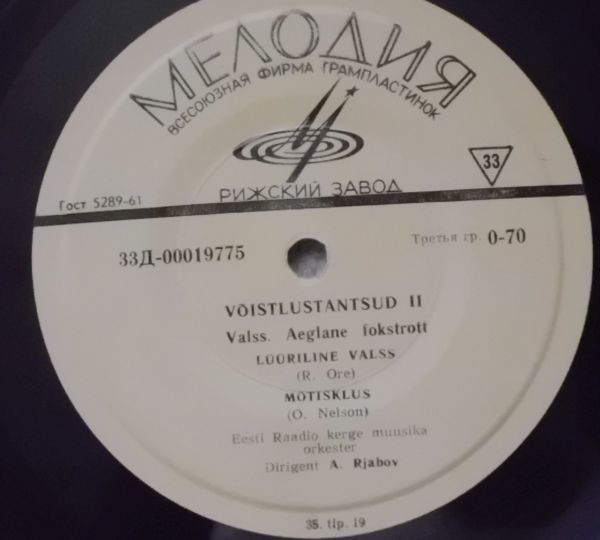 МЕЛОДИЯ
ВСЕСОЮЗНАЯ ФИРМА ГРАМПЛАСТИНОК
33
РИЖСКИЙ ЗАВОД
Гост 5289-61
33Д-00019775
Третья гр. 0-70
VÕISTLUSTANTSUD II
Valss. Aeglane fokstrott
LÜÜRILINE VALSS
(R. Ore)
MÕTISKLUS
(O. Nelson)
Eesti Raadio kerge muusika
orkester
Dirigent A. Rjabov
35. tip. 19